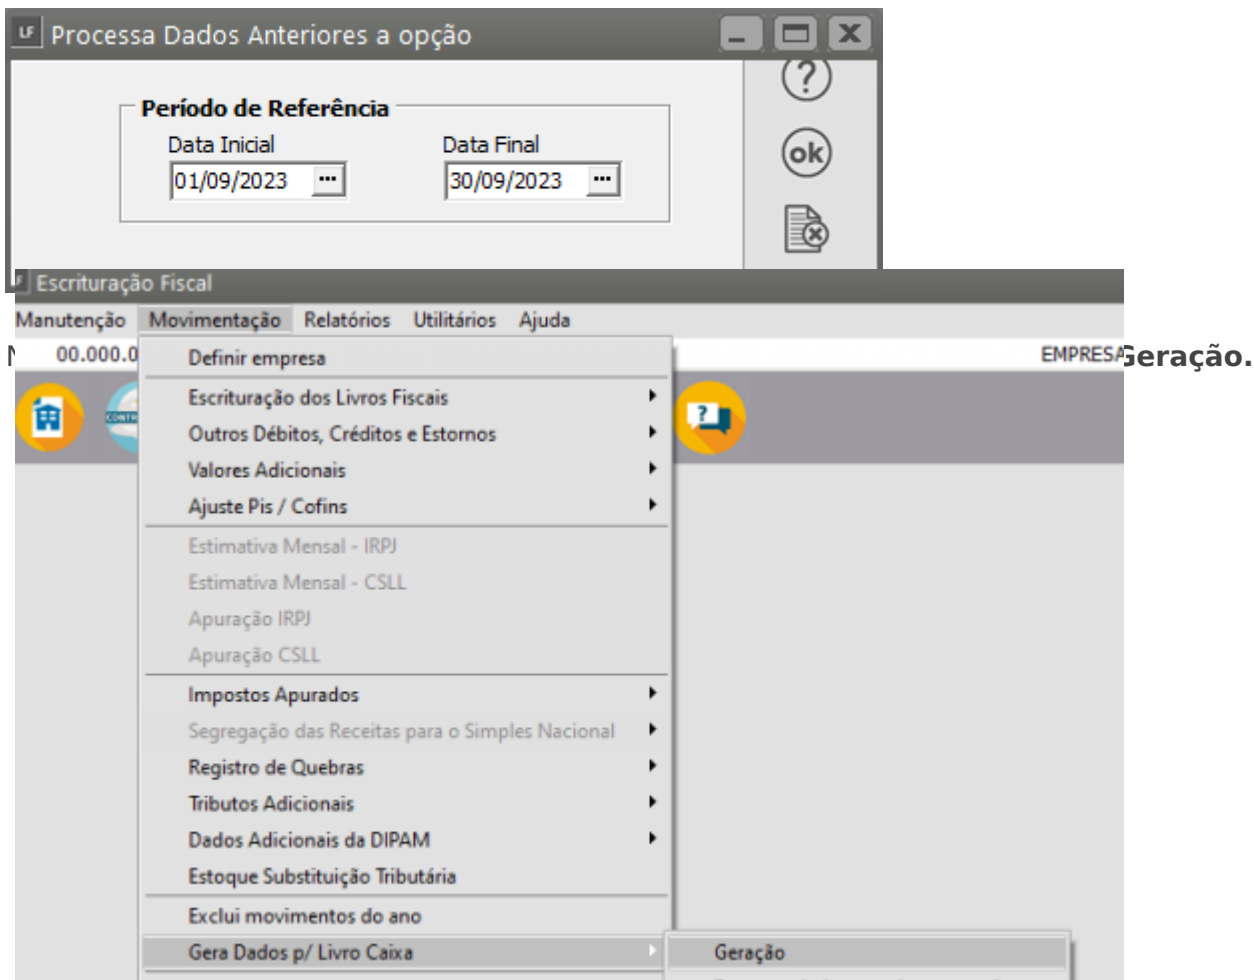 LF Processa Dados Anteriores a opção
Período de Referência
Data Inicial Data Final
01/09/2023 ... 30/09/2023 ...
?
ok
Escrituração Fiscal
Manutenção Movimentação Relatórios Utilitários Ajuda
00.000.0 EMPRESA Geração.
Definir empresa
Escrituração dos Livros Fiscais
Outros Débitos, Créditos e Estornos
Valores Adicionais
Ajuste Pis / Cofins
Estimativa Mensal - IRPJ
Estimativa Mensal - CSLL
Apuração IRPJ
Apuração CSLL
Impostos Apurados
Segregação das Receitas para o Simples Nacional
Registro de Quebras
Tributos Adicionais
Dados Adicionais da DIPAM
Estoque Substituição Tributária
Exclui movimentos do ano
Gera Dados p/ Livro Caixa Geração